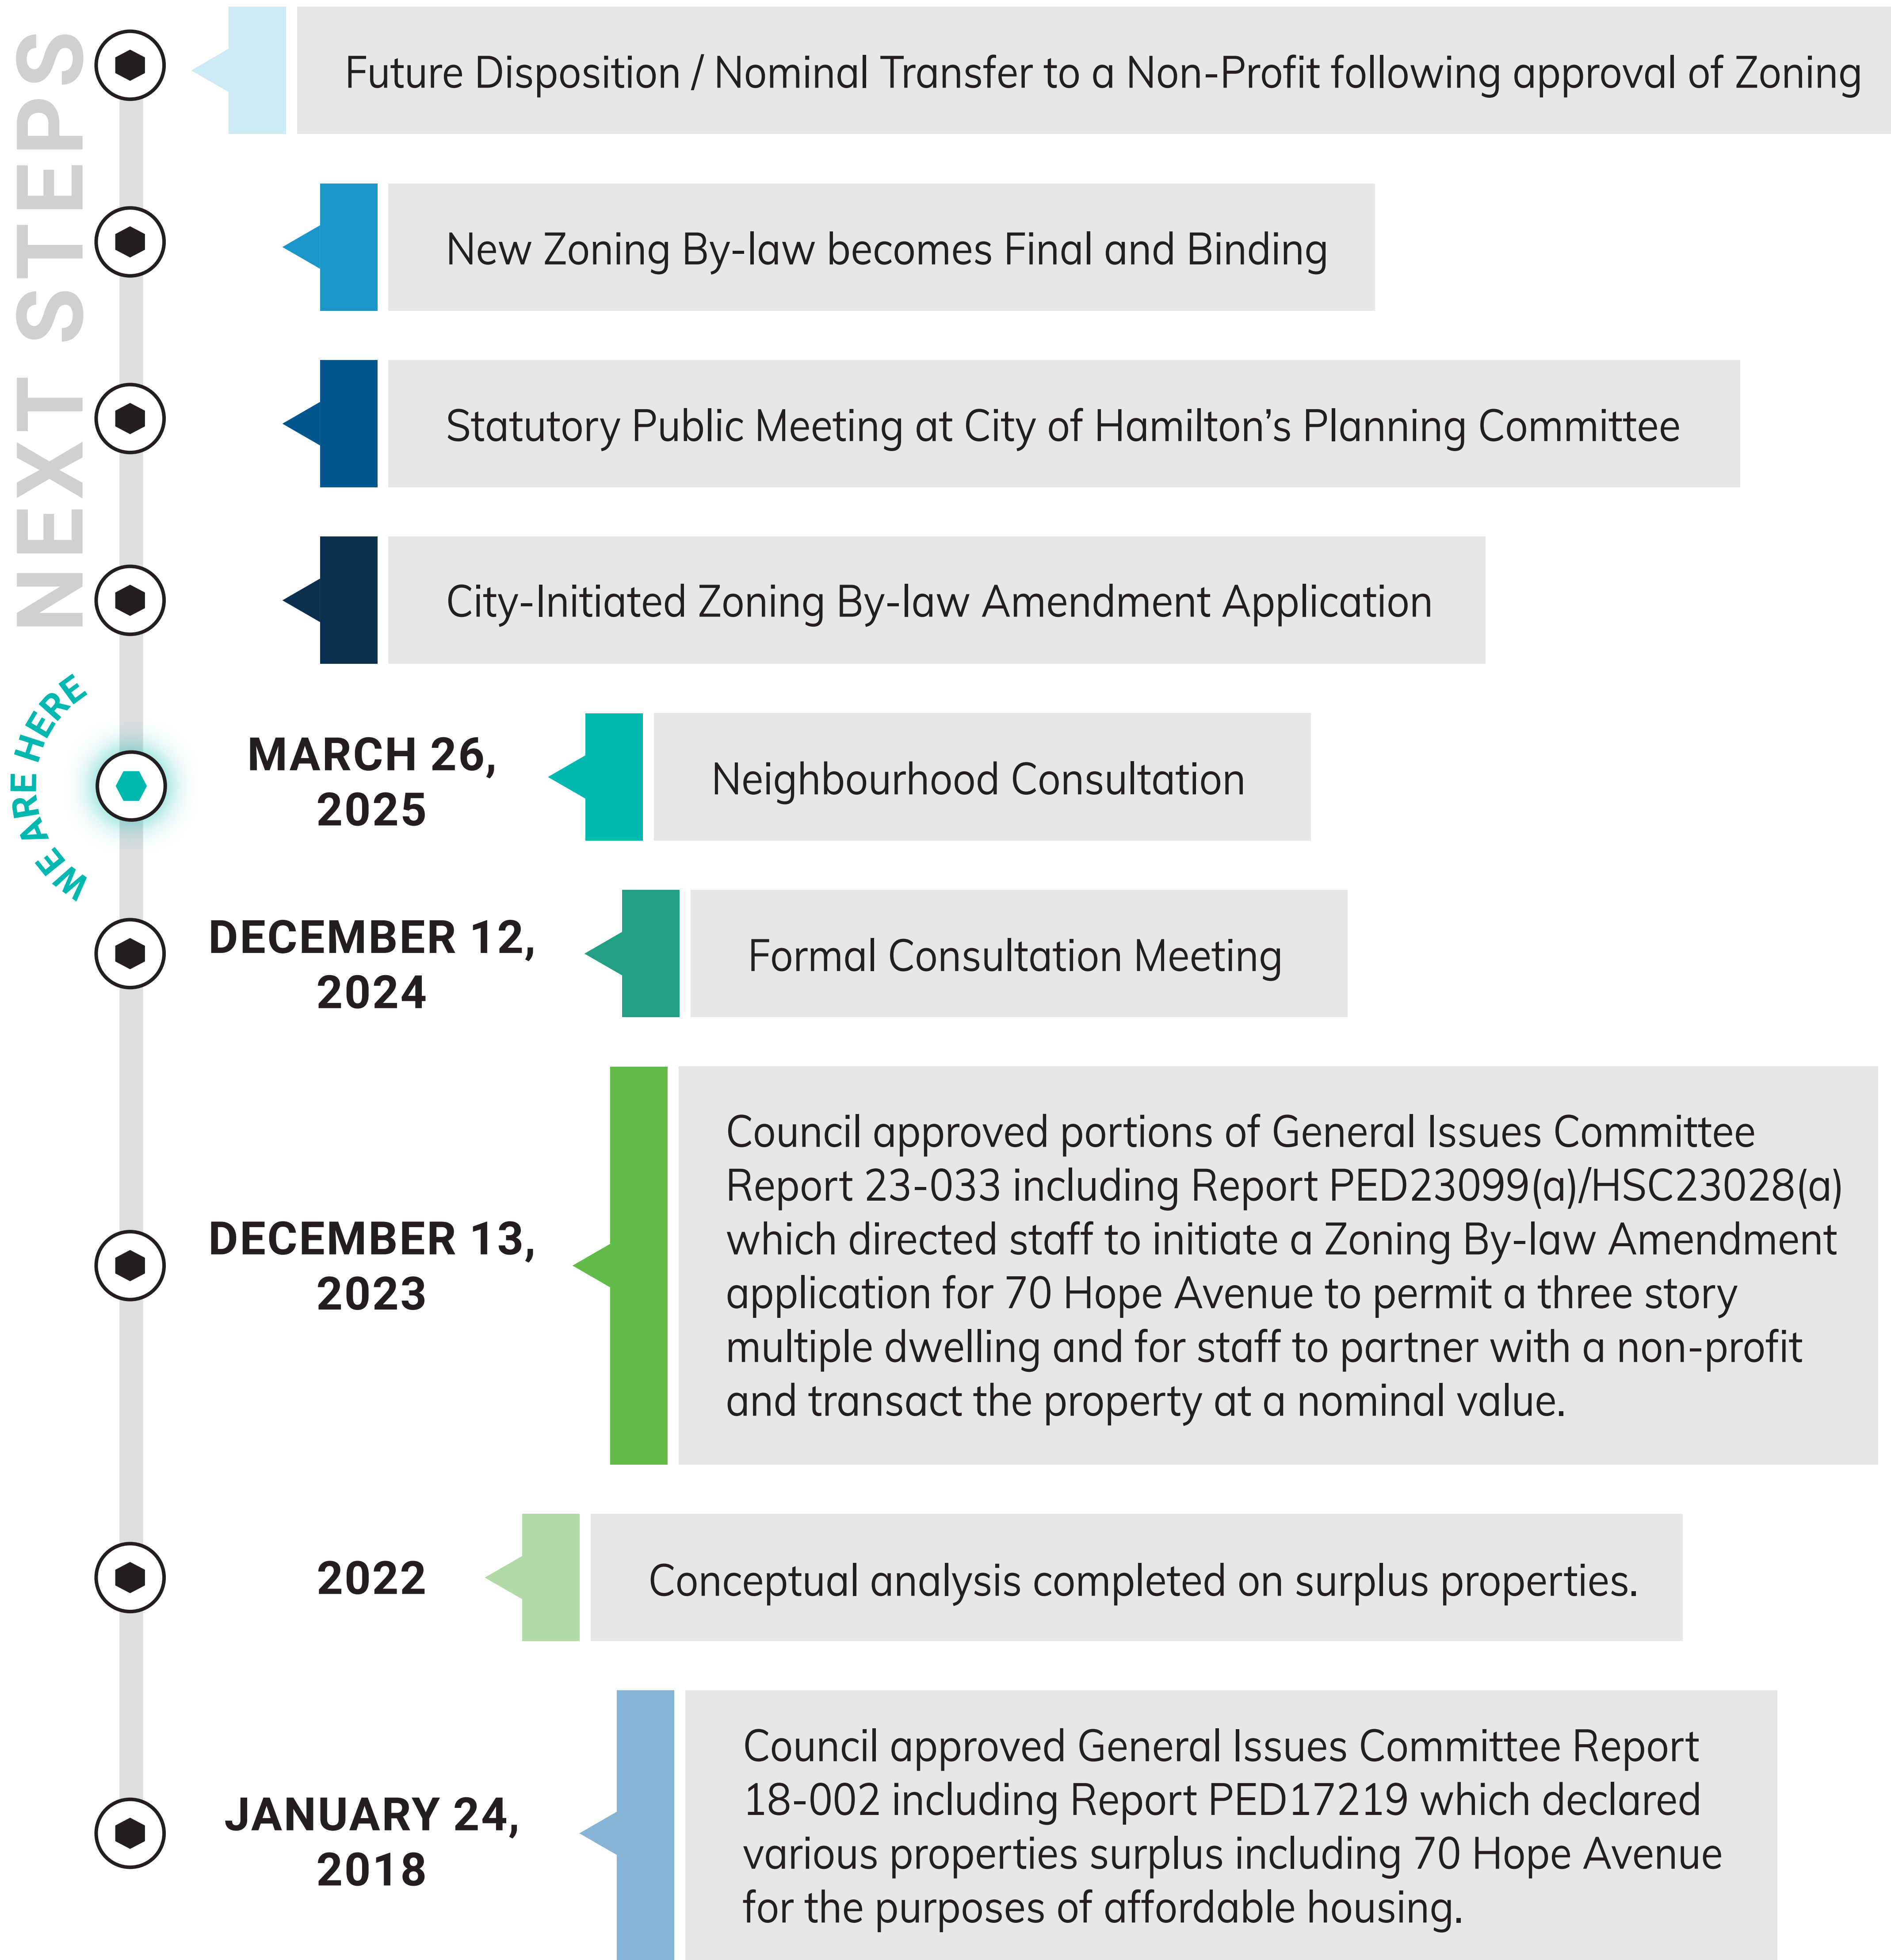 NEXT STEPS
Future Disposition / Nominal Transfer to a Non-Profit following approval of Zoning
New Zoning By-law becomes Final and Binding
Statutory Public Meeting at City of Hamilton’s Planning Committee
City-Initiated Zoning By-law Amendment Application
WE ARE HERE
MARCH 26,
2025
Neighbourhood Consultation
DECEMBER 12,
2024
Formal Consultation Meeting
DECEMBER 13,
2023
Council approved portions of General Issues Committee
Report 23-033 including Report PED23099(a)/HSC23028(a)
which directed staff to initiate a Zoning By-law Amendment
application for 70 Hope Avenue to permit a three story
multiple dwelling and for staff to partner with a non-profit
and transact the property at a nominal value.
2022
Conceptual analysis completed on surplus properties.
JANUARY 24,
2018
Council approved General Issues Committee Report
18-002 including Report PED17219 which declared
various properties surplus including 70 Hope Avenue
for the purposes of affordable housing.